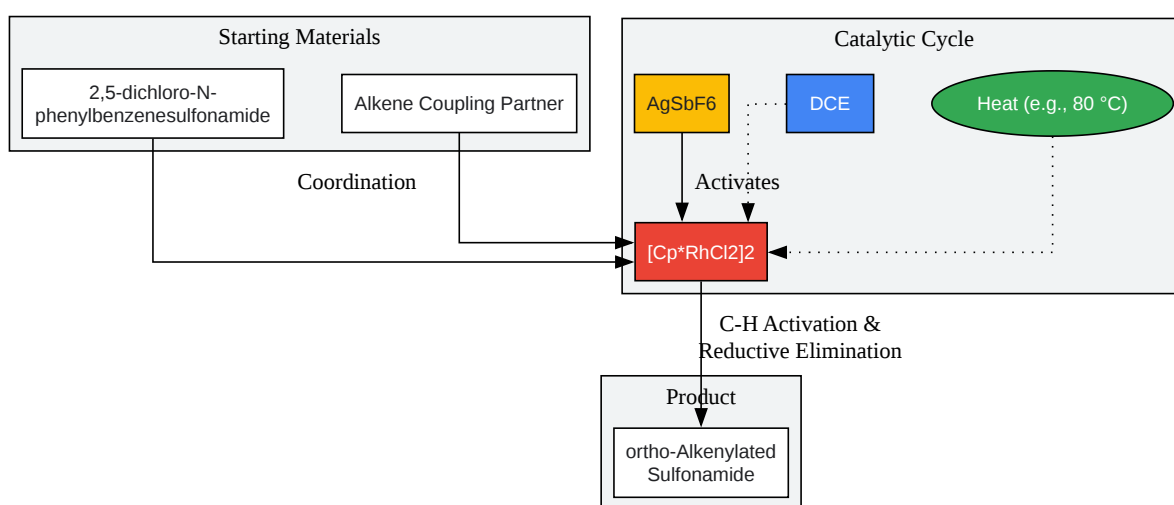 Starting Materials
2,5-dichloro-N-
phenylbenzenesulfonamide
Alkene Coupling Partner
Coordination
Catalytic Cycle
AgSbF6
DCE
Heat (e.g., 80 °C)
Activates
[Cp*RhCl2]2
C-H Activation &
Reductive Elimination
Product
ortho-Alkenylated
Sulfonamide